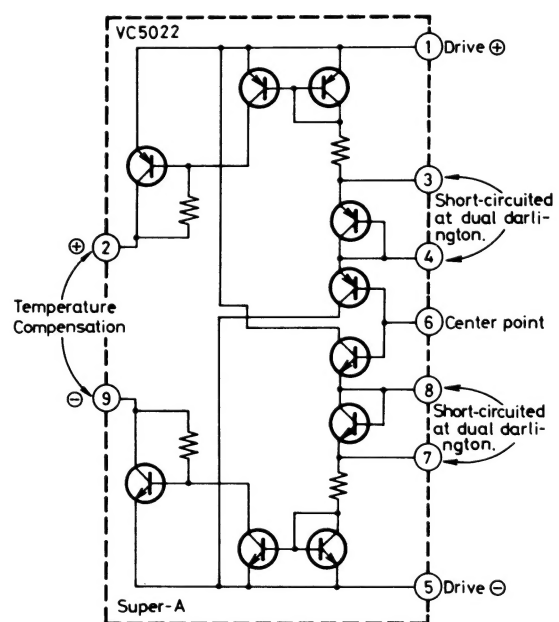 VC5022
1 Drive ⊕
3
Short-circuited
at dual darli-
ngton.
4
⊕ 2
Temperature
Compensation
6 Center point
⊖ 9
8
Short-circuited
at dual darli-
ngton.
7
5 Drive ⊖
Super-A